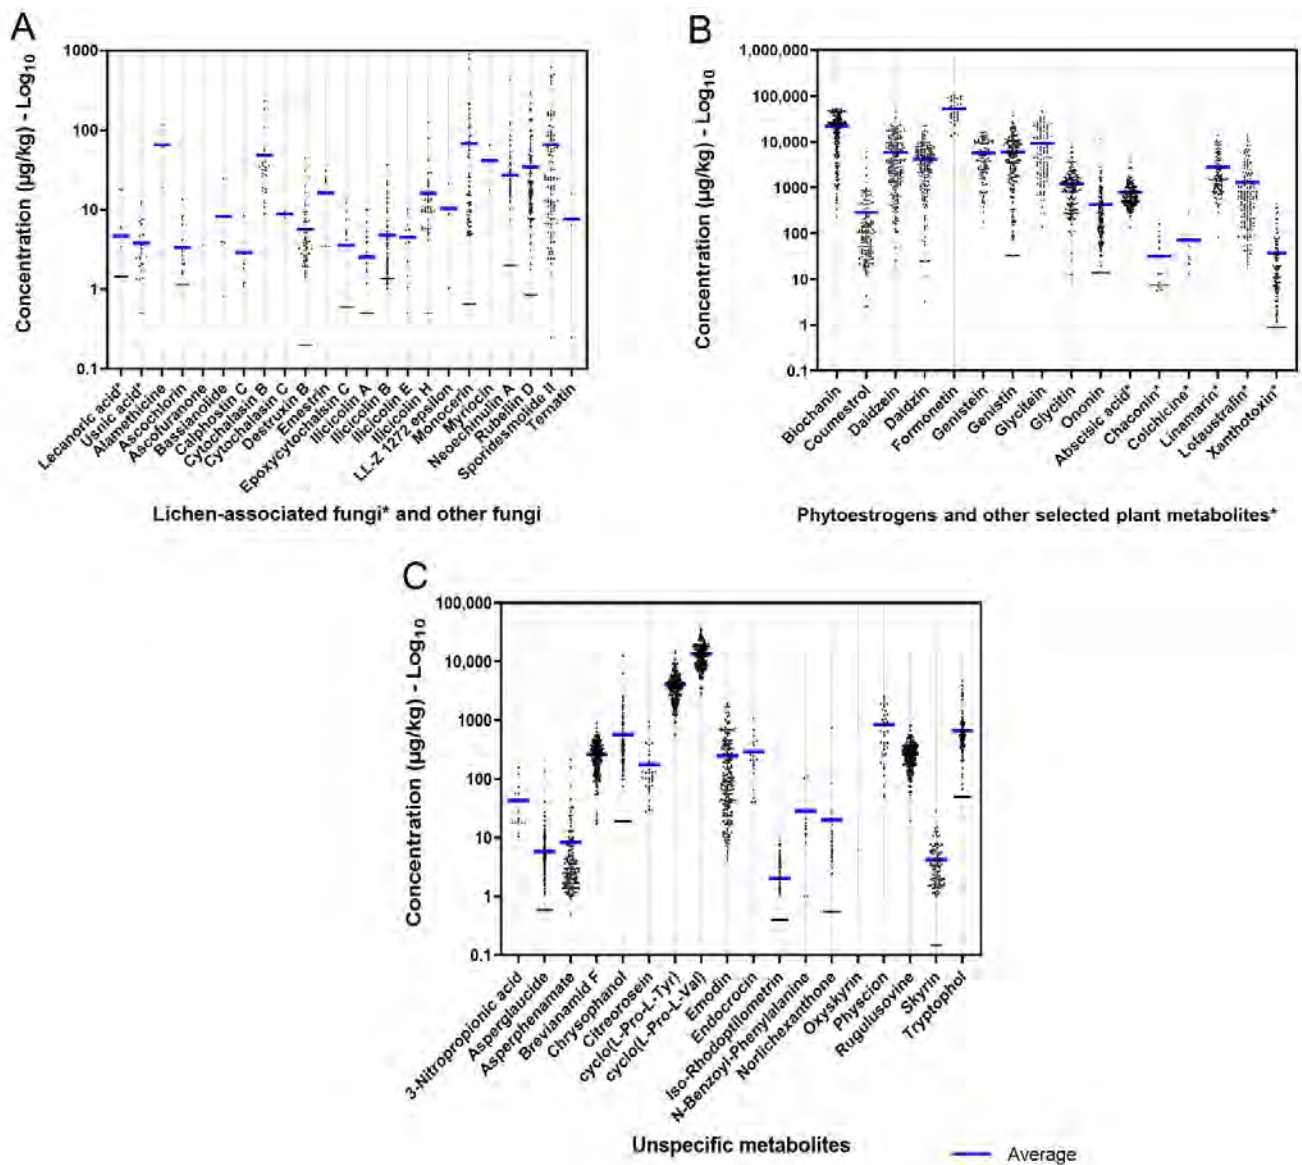 A
Concentration (µg/kg) - Log10
1000
100
10
1
0.1
Lecanotic acid*
Usnic acid*
Alamethicine
Ascochlorin
Ascofuranone
Bassianolide
Calphostin C
Cytochalasin B
Cytochalasin C
Destruxin B
Emestrin
Epoxycytochalsin C
Ilicicolin A
Ilicicolin B
Ilicicolin E
Ilicicolin H
LL-Z 1272 epsilon
Monocerin
Myriocin
Neoechinulin A
Rubellin D
Sporidesmolide II
Ternatin
Lichen-associated fungi* and other fungi
B
Concentration (µg/kg) - Log10
1,000,000
100,000
10,000
1000
100
10
1
0.1
Biochanin
Coumestrol
Daidzein
Daidzin
Formonetin
Genistein
Genistin
Glycitein
Glycitin
Ononin
Abscisic acid*
Chaconin*
Colchicine*
Linamarin*
Lotaustralin*
Xanthotoxin*
Phytoestrogens and other selected plant metabolites*
C
Concentration (µg/kg) - Log10
100,000
10,000
1000
100
10
1
0.1
3-Nitropropionic acid
Asperglaucide
Asperphenamate
Brevianamid F
Chrysophanol
Citreorosein
cyclo(L-Pro-L-Tyr)
cyclo(L-Pro-L-Val)
Emodin
Endocrocin
Iso-Rhodoptilometrin
N-Benzoyl-Phenylalanine
Norlichexanthone
Oxyskyrin
Physcion
Rugulusovine
Skyrin
Tryptophol
Unspecific metabolites
Average